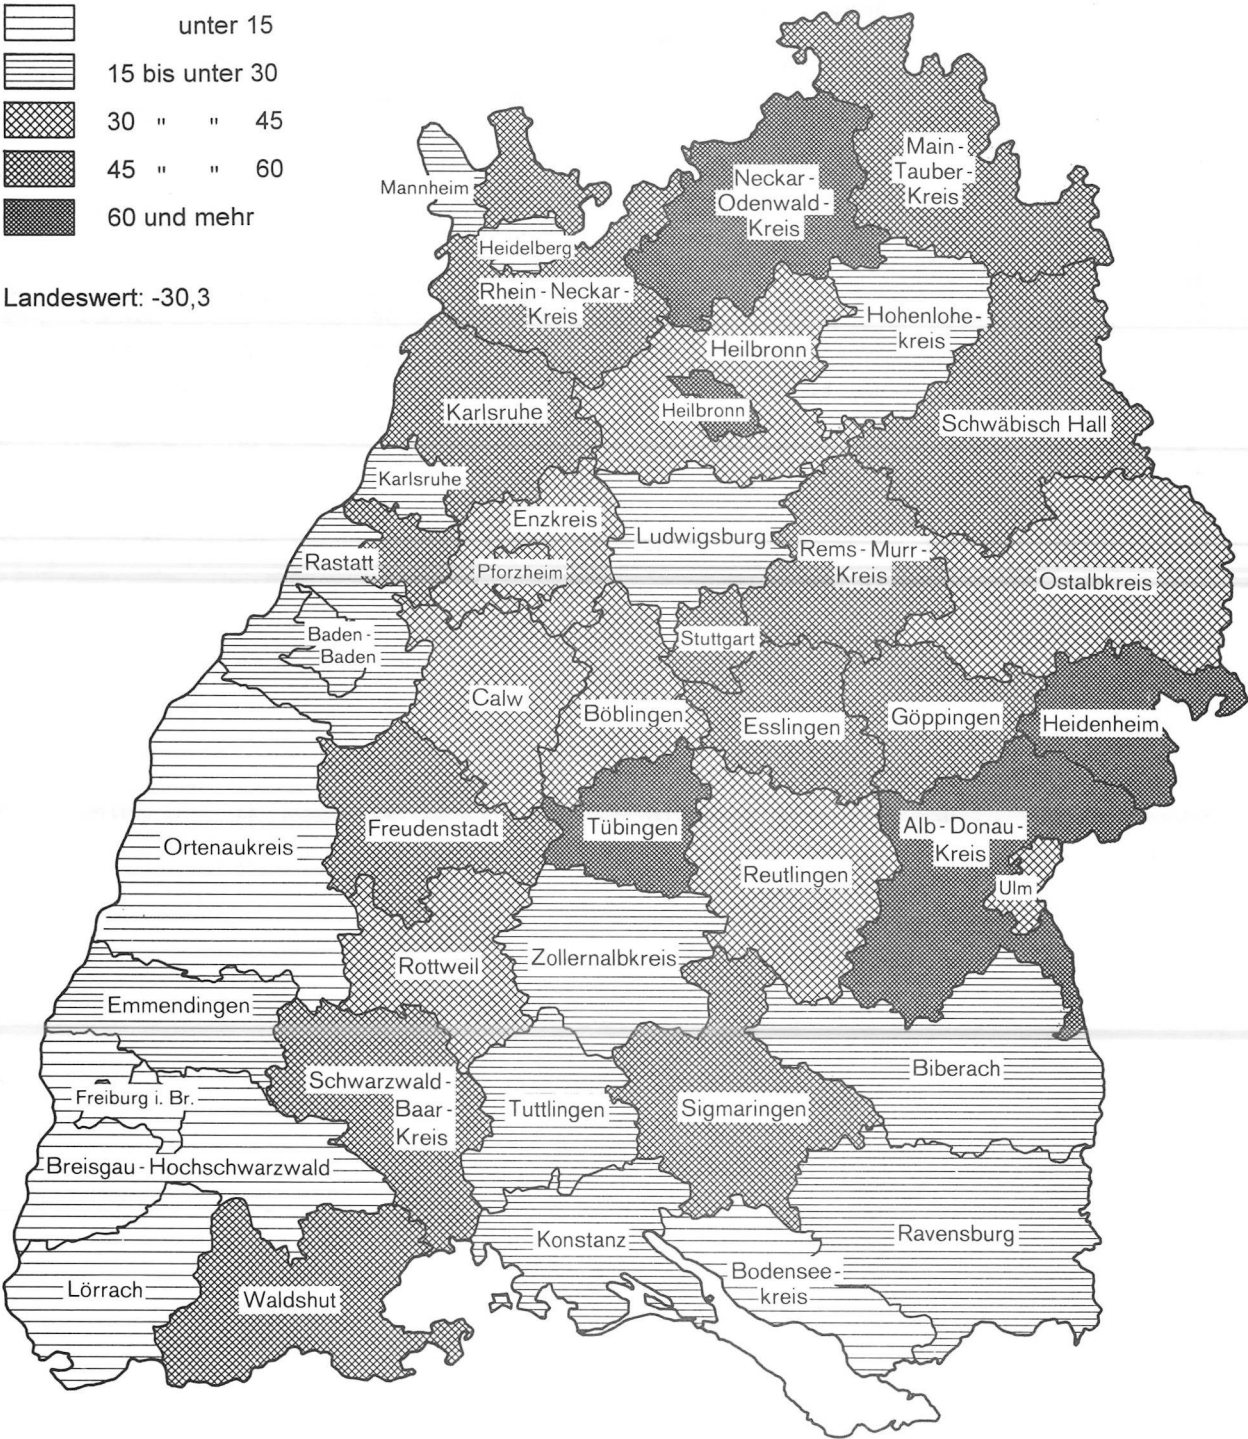 unter 15
15 bis unter 30
30 " " 45
45 " " 60
60 und mehr
Landeswert: -30,3
Main-
Tauber-
Kreis
Neckar-
Odenwald-
Kreis
Mannheim
Heidelberg
Rhein-Neckar-
Kreis
Hohenlohe-
kreis
Heilbronn
Heilbronn
Karlsruhe
Schwäbisch Hall
Karlsruhe
Enzkreis
Ludwigsburg
Rems-Murr-
Kreis
Rastatt
Pforzheim
Ostalbkreis
Baden-
Baden
Stuttgart
Calw
Böblingen
Esslingen
Göppingen
Heidenheim
Freudenstadt
Tübingen
Alb-Donau-
Kreis
Ortenaukreis
Reutlingen
Ulm
Rottweil
Zollernalbkreis
Emmendingen
Biberach
Schwarzwald-
Baar-
Kreis
Freiburg i. Br.
Tuttlingen
Sigmaringen
Breisgau-Hochschwarzwald
Konstanz
Ravensburg
Bodensee-
kreis
Lörrach
Waldshut